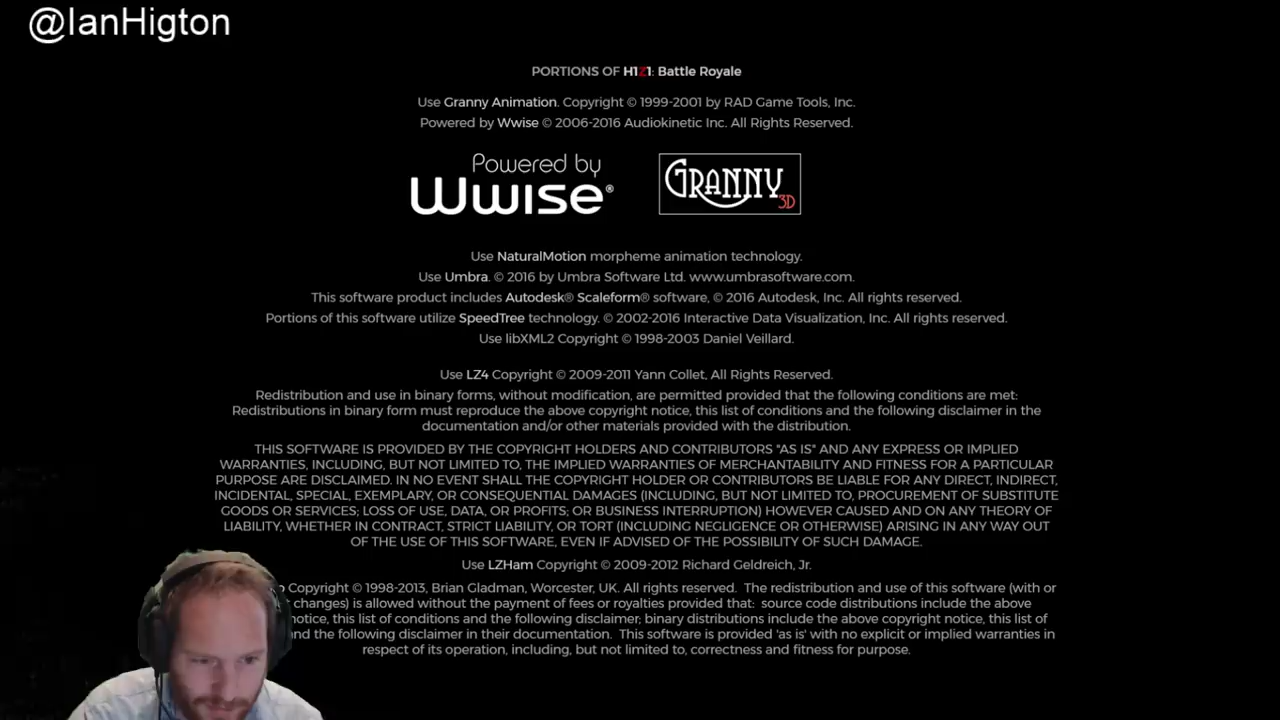 @IanHigton
PORTIONS OF H1Z1: Battle Royale
Use Granny Animation. Copyright © 1999-2001 by RAD Game Tools, Inc.
Powered by Wwise © 2006-2016 Audiokinetic Inc. All Rights Reserved.
Powered by
Wwise®
GRANNY 3D
Use NaturalMotion morpheme animation technology.
Use Umbra. © 2016 by Umbra Software Ltd. www.umbrasoftware.com.
This software product includes Autodesk® Scaleform® software, © 2016 Autodesk, Inc. All rights reserved.
Portions of this software utilize SpeedTree technology. © 2002-2016 Interactive Data Visualization, Inc. All rights reserved.
Use libXML2 Copyright © 1998-2003 Daniel Veillard.
Use LZ4 Copyright © 2009-2011 Yann Collet, All Rights Reserved.
Redistribution and use in binary forms, without modification, are permitted provided that the following conditions are met:
Redistributions in binary form must reproduce the above copyright notice, this list of conditions and the following disclaimer in the
documentation and/or other materials provided with the distribution.
THIS SOFTWARE IS PROVIDED BY THE COPYRIGHT HOLDERS AND CONTRIBUTORS "AS IS" AND ANY EXPRESS OR IMPLIED
WARRANTIES, INCLUDING, BUT NOT LIMITED TO, THE IMPLIED WARRANTIES OF MERCHANTABILITY AND FITNESS FOR A PARTICULAR
PURPOSE ARE DISCLAIMED. IN NO EVENT SHALL THE COPYRIGHT HOLDER OR CONTRIBUTORS BE LIABLE FOR ANY DIRECT, INDIRECT,
INCIDENTAL, SPECIAL, EXEMPLARY, OR CONSEQUENTIAL DAMAGES (INCLUDING, BUT NOT LIMITED TO, PROCUREMENT OF SUBSTITUTE
GOODS OR SERVICES; LOSS OF USE, DATA, OR PROFITS; OR BUSINESS INTERRUPTION) HOWEVER CAUSED AND ON ANY THEORY OF
LIABILITY, WHETHER IN CONTRACT, STRICT LIABILITY, OR TORT (INCLUDING NEGLIGENCE OR OTHERWISE) ARISING IN ANY WAY OUT
OF THE USE OF THIS SOFTWARE, EVEN IF ADVISED OF THE POSSIBILITY OF SUCH DAMAGE.
Use LZHam Copyright © 2009-2012 Richard Geldreich, Jr.
Copyright © 1998-2013, Brian Gladman, Worcester, UK. All rights reserved. The redistribution and use of this software (with or
changes) is allowed without the payment of fees or royalties provided that: source code distributions include the above
notice, this list of conditions and the following disclaimer; binary distributions include the above copyright notice, this list of
and the following disclaimer in their documentation. This software is provided 'as is' with no explicit or implied warranties in
respect of its operation, including, but not limited to, correctness and fitness for purpose.